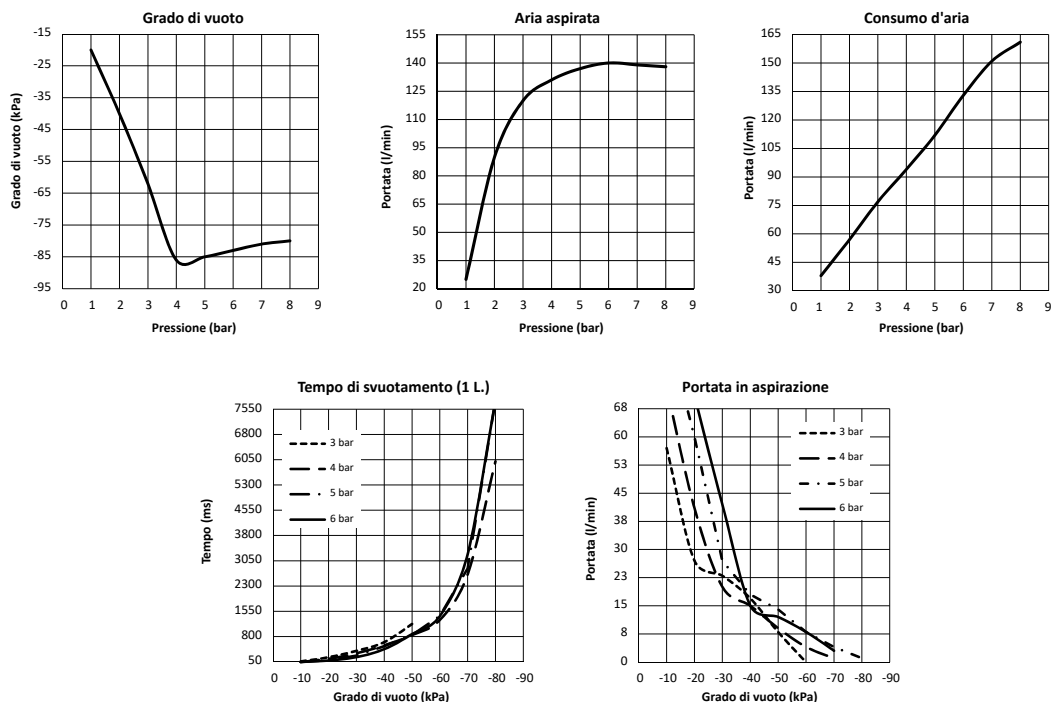 Grado di vuoto
-15
-25
-35
-45
-55
-65
-75
-85
-95
Grado di vuoto (kPa)
0 1 2 3 4 5 6 7 8 9
Pressione (bar)
Aria aspirata
155
140
125
110
95
80
65
50
35
20
Portata (l/min)
0 1 2 3 4 5 6 7 8 9
Pressione (bar)
Consumo d'aria
165
150
135
120
105
90
75
60
45
30
Portata (l/min)
0 1 2 3 4 5 6 7 8 9
Pressione (bar)
Tempo di svuotamento (1 L.)
7550
6800
6050
5300
4550
3800
3050
2300
1550
800
50
Tempo (ms)
3 bar
4 bar
5 bar
6 bar
0 -10 -20 -30 -40 -50 -60 -70 -80 -90
Grado di vuoto (kPa)
Portata in aspirazione
68
60
53
45
38
30
23
15
8
0
Portata (l/min)
3 bar
4 bar
5 bar
6 bar
0 -10 -20 -30 -40 -50 -60 -70 -80 -90
Grado di vuoto (kPa)